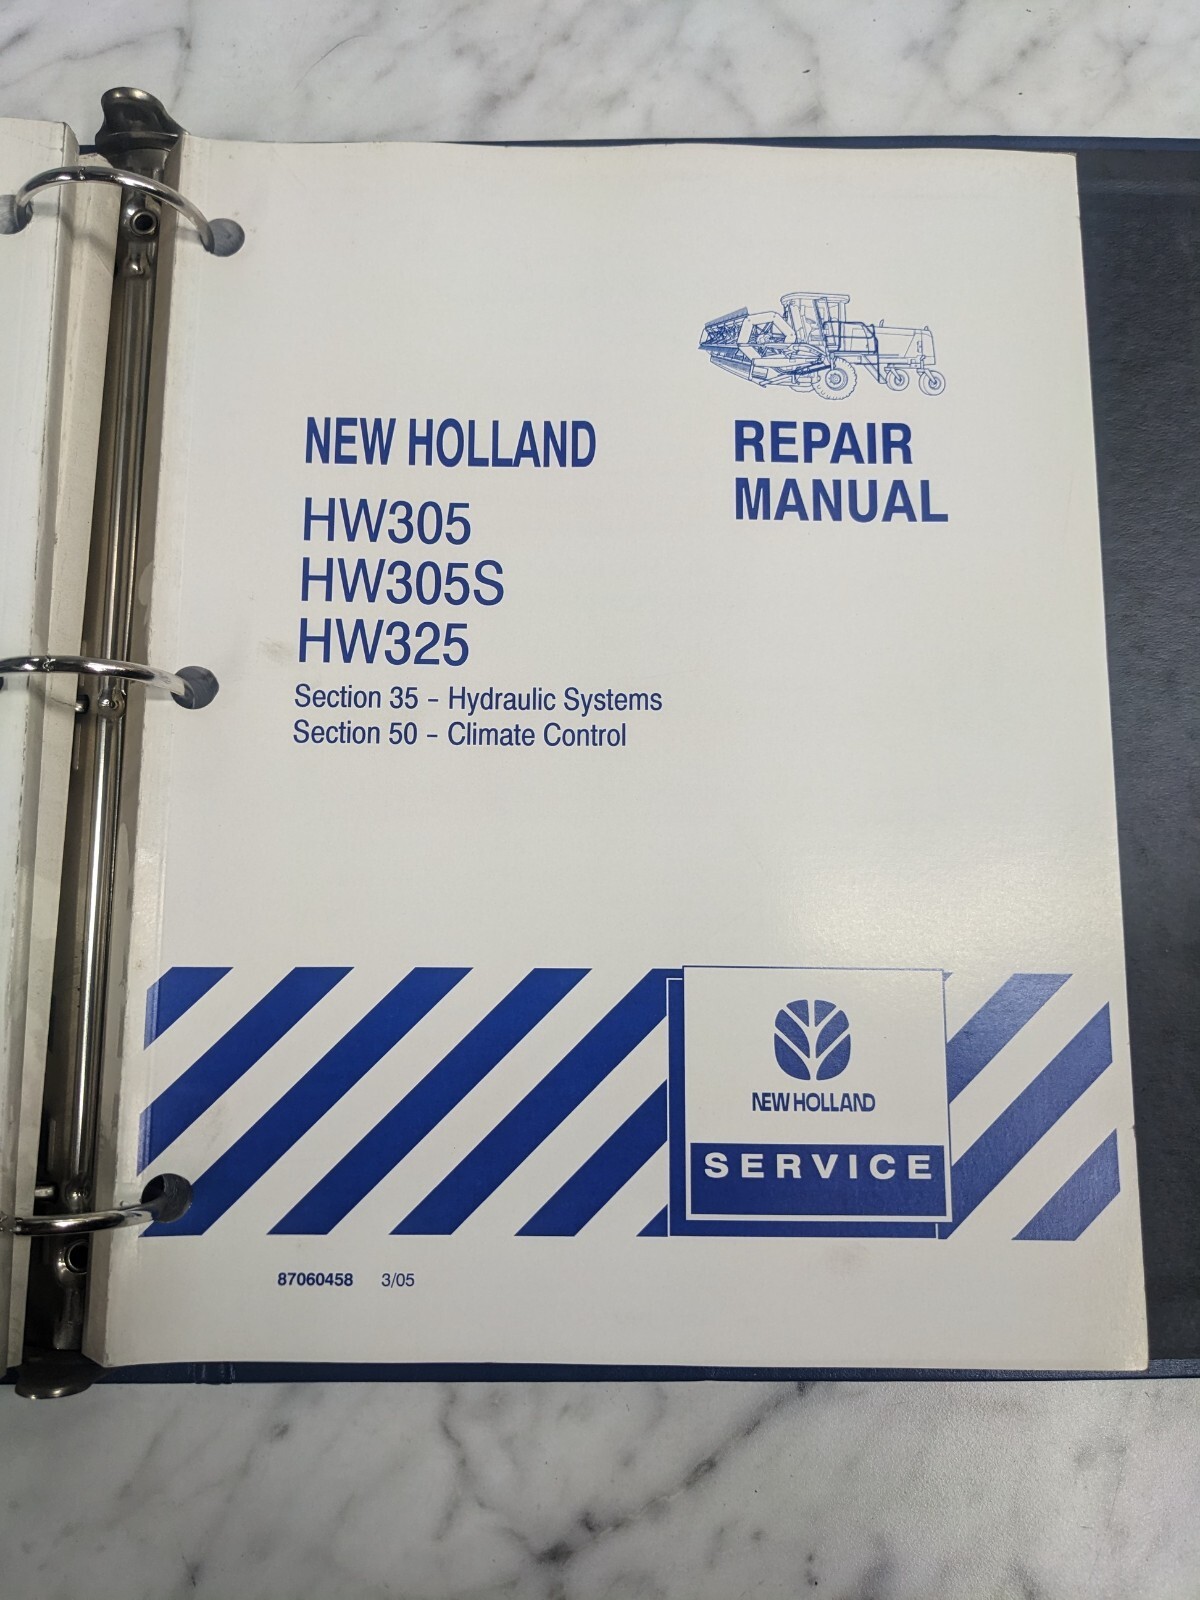 NEW HOLLAND
HW305
HW305S
HW325
Section 35 - Hydraulic Systems
Section 50 - Climate Control
REPAIR
MANUAL
NEW HOLLAND
SERVICE
87060458 3/05